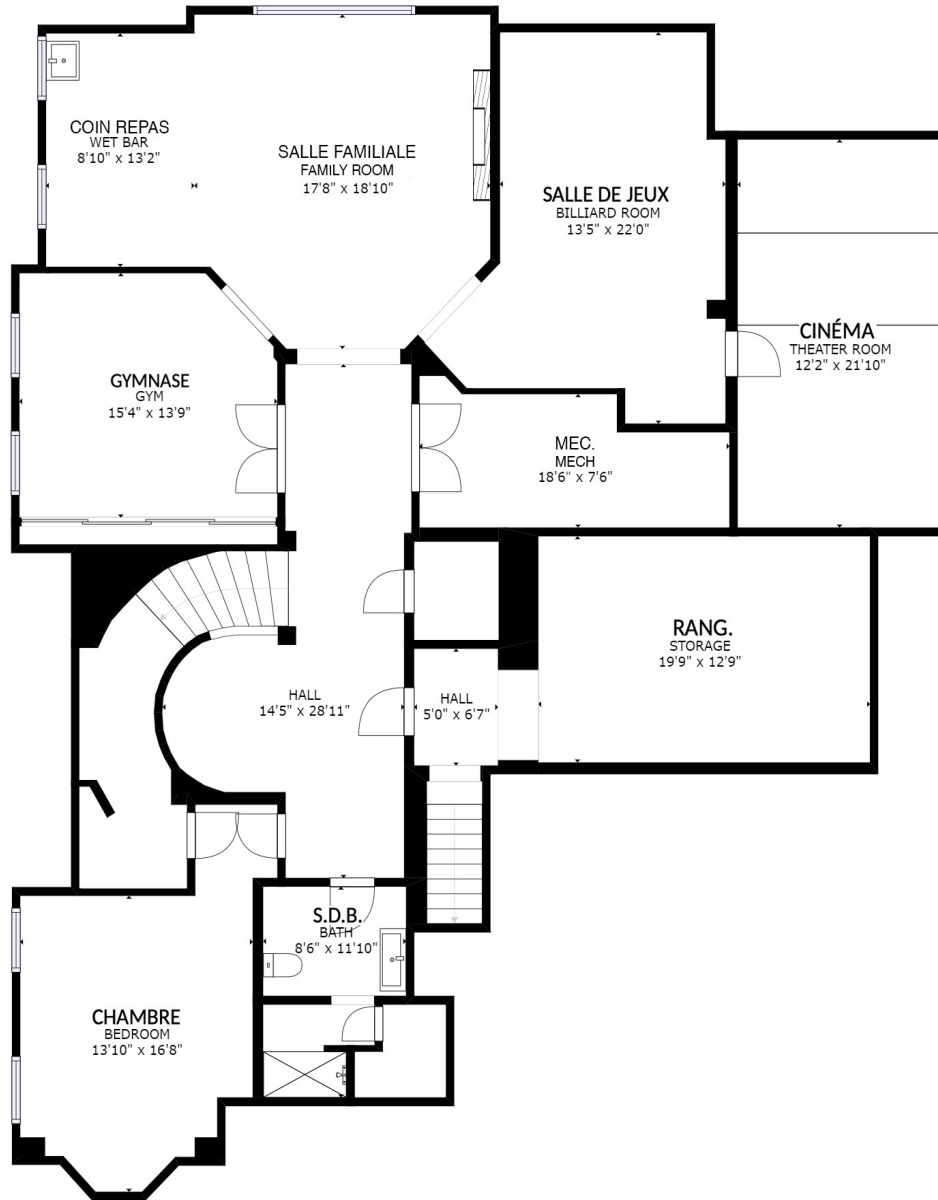 COIN REPAS
WET BAR
8'10" x 13'2"
SALLE FAMILIALE
FAMILY ROOM
17'8" x 18'10"
SALLE DE JEUX
BILLIARD ROOM
13'5" x 22'0"
CINÉMA
THEATER ROOM
12'2" x 21'10"
GYMNASE
GYM
15'4" x 13'9"
MEC.
MECH
18'6" x 7'6"
RANG.
STORAGE
19'9" x 12'9"
HALL
14'5" x 28'11"
HALL
5'0" x 6'7"
S.D.B.
BATH
8'6" x 11'10"
CHAMBRE
BEDROOM
13'10" x 16'8"